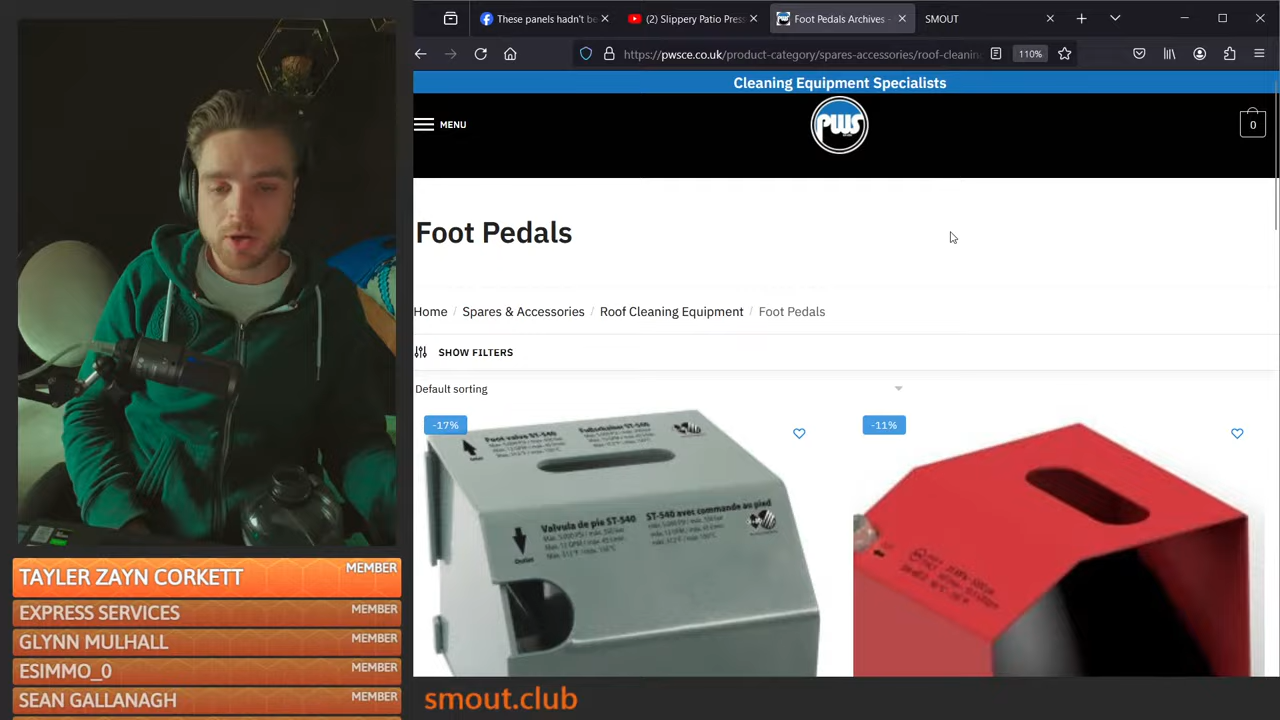 These panels hadn't be
(2) Slippery Patio Pres
Foot Pedals Archives -
SMOUT
https://pwsce.co.uk/product-category/spares-accessories/roof-cleanin
110%
Cleaning Equipment Specialists
MENU
PWS
0
Foot Pedals
Home / Spares & Accessories / Roof Cleaning Equipment / Foot Pedals
SHOW FILTERS
Default sorting
-17%
-11%
Foot valve ST-540
Valvula de pie ST-540
ST-540 avec commande au pied
Outlet
TAYLER ZAYN CORKETT
MEMBER
EXPRESS SERVICES
MEMBER
GLYNN MULHALL
MEMBER
ESIMMO_0
MEMBER
SEAN GALLANAGH
MEMBER
smout.club